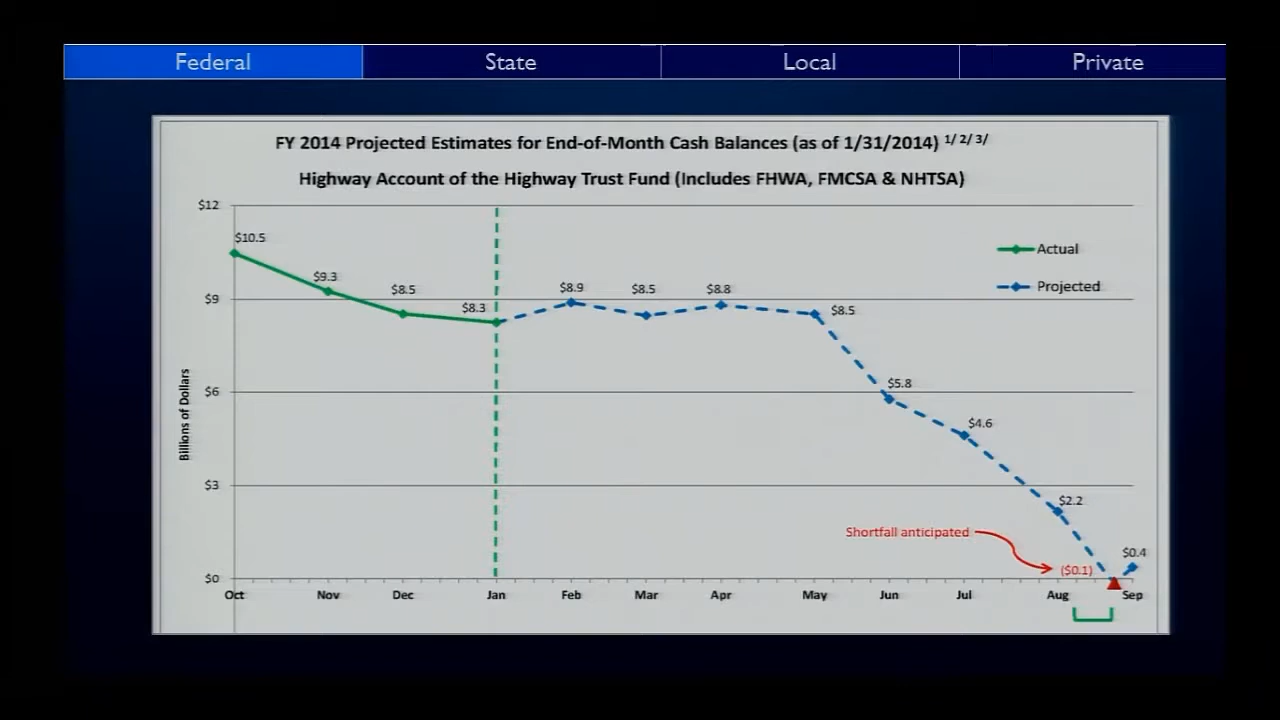 Federal
State
Local
Private
FY 2014 Projected Estimates for End-of-Month Cash Balances (as of 1/31/2014) 1/ 2/ 3/
Highway Account of the Highway Trust Fund (Includes FHWA, FMCSA & NHTSA)
$12
$9
$6
$3
$0
Billions of Dollars
$10.5
$9.3
$8.5
$8.3
$8.9
$8.5
$8.8
$8.5
$5.8
$4.6
$2.2
($0.1)
$0.4
Actual
Projected
Shortfall anticipated
Oct
Nov
Dec
Jan
Feb
Mar
Apr
May
Jun
Jul
Aug
Sep